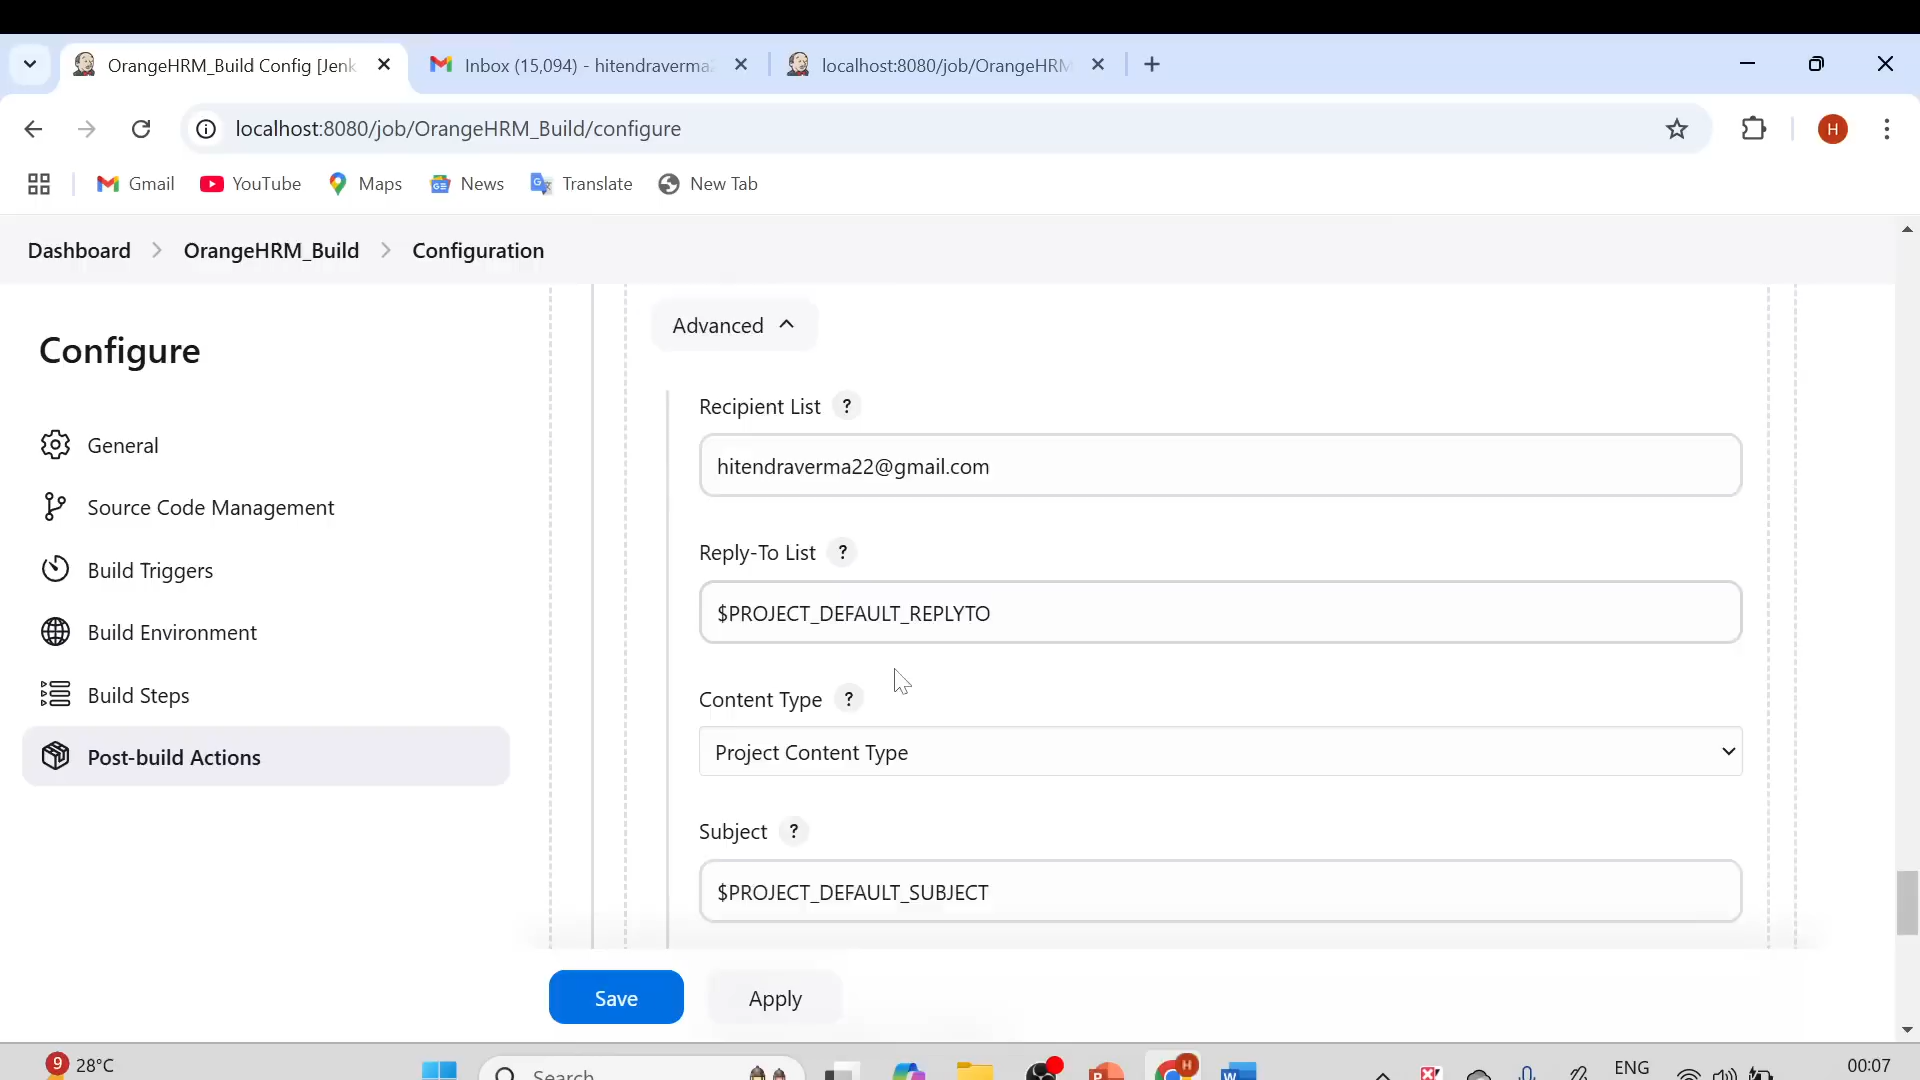 OrangeHRM_Build Config [Jenk
Inbox (15,094) - hitendraverma2
localhost:8080/job/OrangeHRM
localhost:8080/job/OrangeHRM_Build/configure
H
Gmail
YouTube
Maps
News
Translate
New Tab
Dashboard > OrangeHRM_Build > Configuration
Configure
General
Source Code Management
Build Triggers
Build Environment
Build Steps
Post-build Actions
Advanced
Recipient List ?
hitendraverma22@gmail.com
Reply-To List ?
$PROJECT_DEFAULT_REPLYTO
Content Type ?
Project Content Type
Subject ?
$PROJECT_DEFAULT_SUBJECT
Save
Apply
9
28°C
Search
H
ENG
00:07